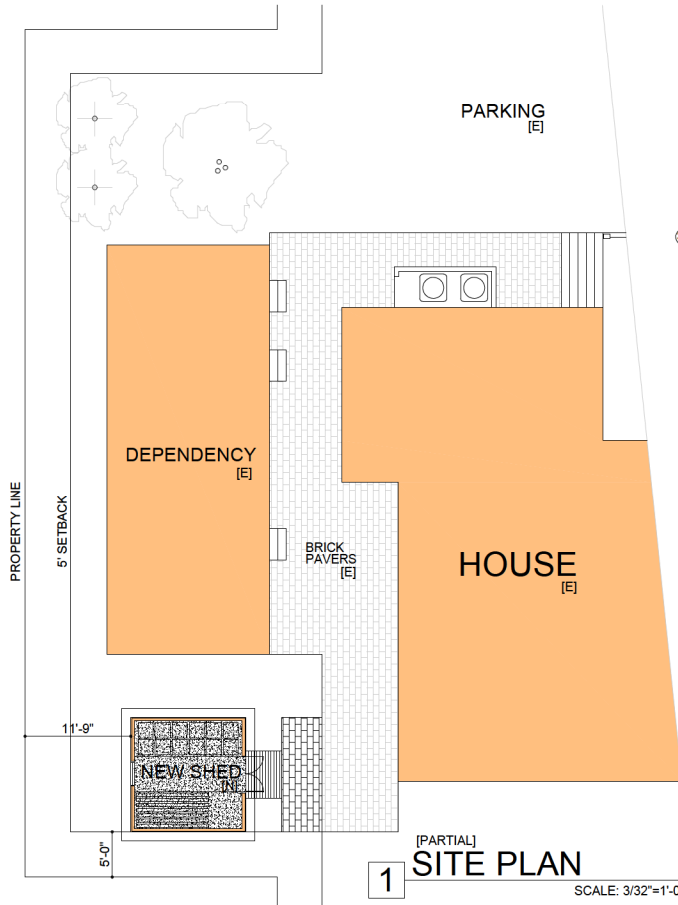 PARKING
[E]
DEPENDENCY
[E]
PROPERTY LINE
5' SETBACK
BRICK
PAVERS
[E]
HOUSE
[E]
11'-9"
NEW SHED
[N]
5'-0"
[PARTIAL]
1 SITE PLAN
SCALE: 3/32"=1'-0